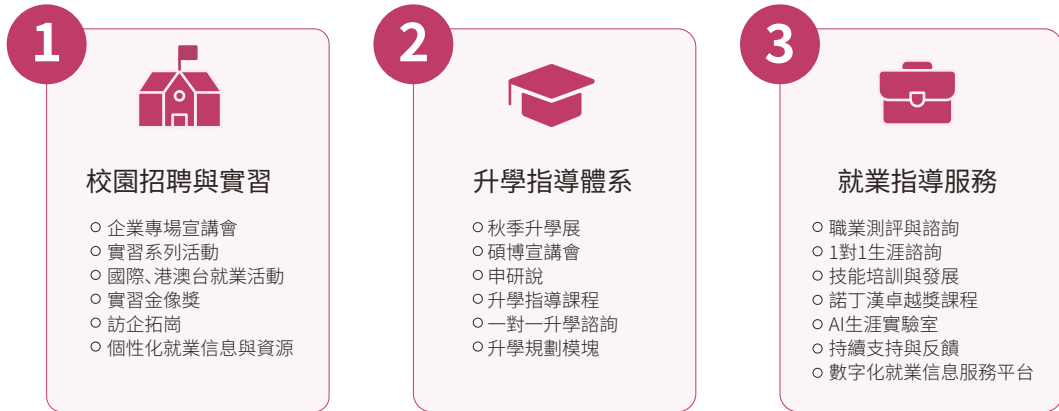 1
校園招聘與實習
企業專場宣講會
實習系列活動
國際、港澳台就業活動
實習金像獎
訪企拓崗
個性化就業信息與資源
2
升學指導體系
秋季升學展
碩博宣講會
申研說
升學指導課程
一對一升學諮詢
升學規劃模塊
3
就業指導服務
職業測評與諮詢
1對1生涯諮詢
技能培訓與發展
諾丁漢卓越獎課程
AI生涯實驗室
持續支持與反饋
數字化就業信息服務平台